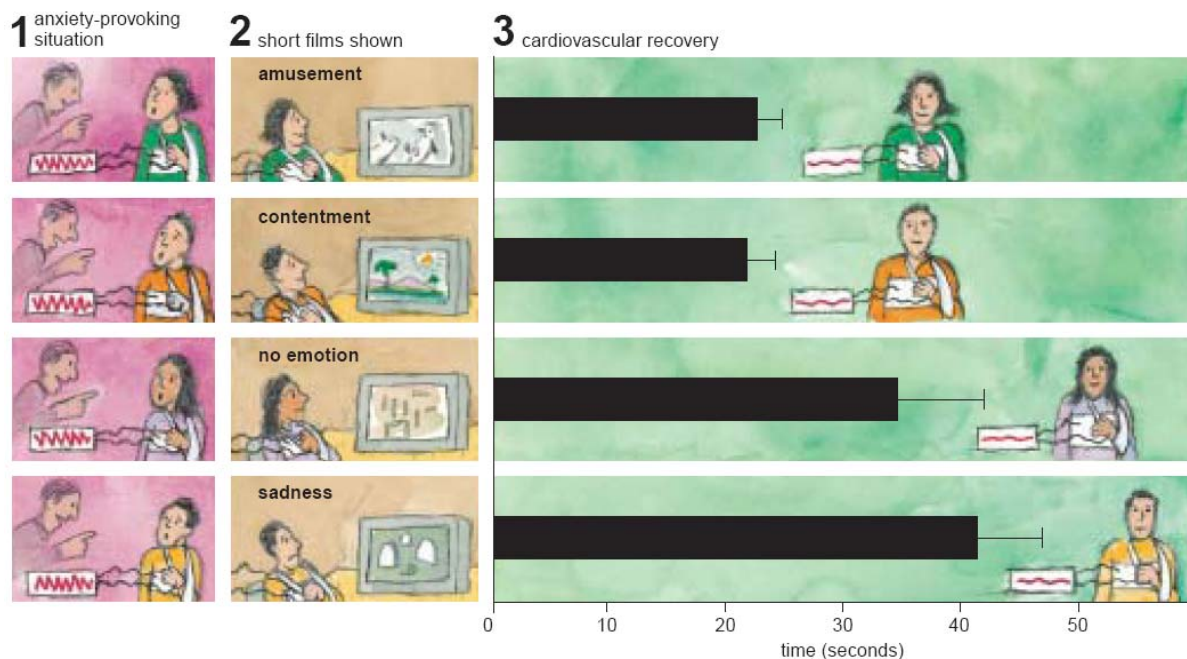 1 anxiety-provoking
situation
2 short films shown
3 cardiovascular recovery
amusement
contentment
no emotion
sadness
0 10 20 30 40 50
time (seconds)